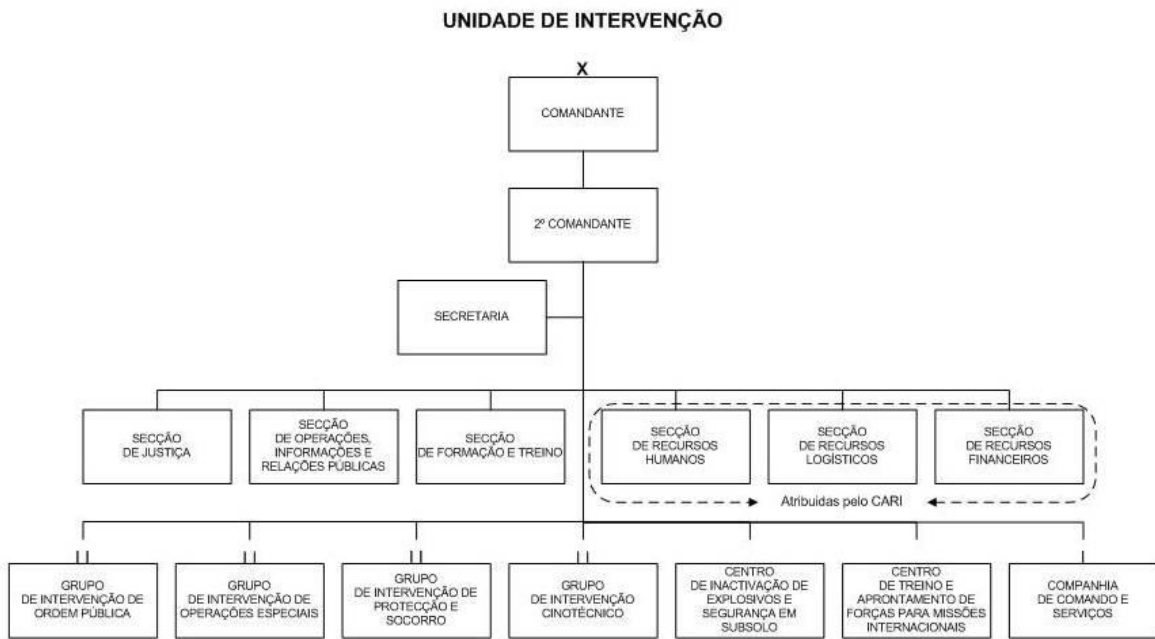 UNIDADE DE INTERVENÇÃO
X
COMANDANTE
2º COMANDANTE
SECRETARIA
SECÇÃO
DE JUSTIÇA
SECÇÃO
DE OPERAÇÕES,
INFORMAÇÕES E
RELAÇÕES PÚBLICAS
SECÇÃO
DE FORMAÇÃO E TREINO
SECÇÃO
DE RECURSOS
HUMANOS
SECÇÃO
DE RECURSOS
LOGÍSTICOS
SECÇÃO
DE RECURSOS
FINANCEIROS
Atribuidas pelo CARI
GRUPO
DE INTERVENÇÃO DE
ORDEM PÚBLICA
GRUPO
DE INTERVENÇÃO DE
OPERAÇÕES ESPECIAIS
GRUPO
DE INTERVENÇÃO DE
PROTECÇÃO E
SOCORRO
GRUPO
DE INTERVENÇÃO
CINOTÉCNICO
CENTRO
DE INACTIVAÇÃO DE
EXPLOSIVOS E
SEGURANÇA EM
SUBSOLO
CENTRO
DE TREINO E
APRONTAMENTO DE
FORÇAS PARA MISSÕES
INTERNACIONAIS
COMPANHIA
DE COMANDO E
SERVIÇOS